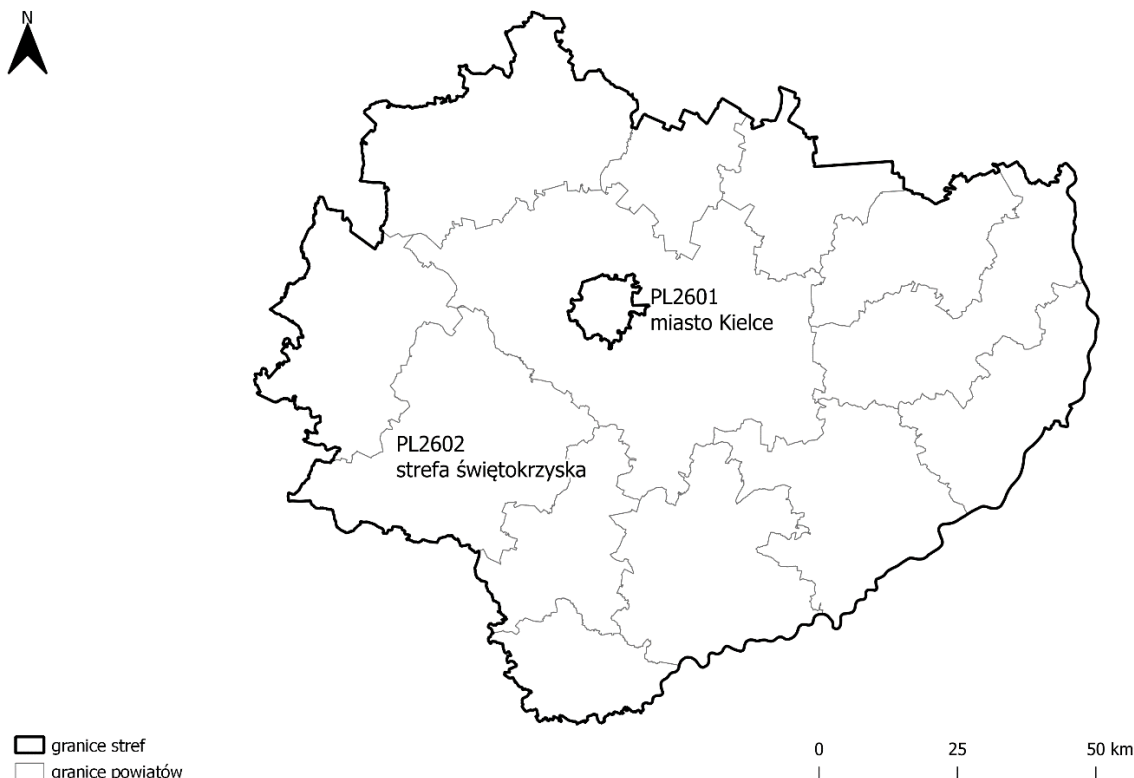 N
PL2601
miasto Kielce
PL2602
strefa świętokrzyska
granice stref
granice powiatów
0 25 50 km